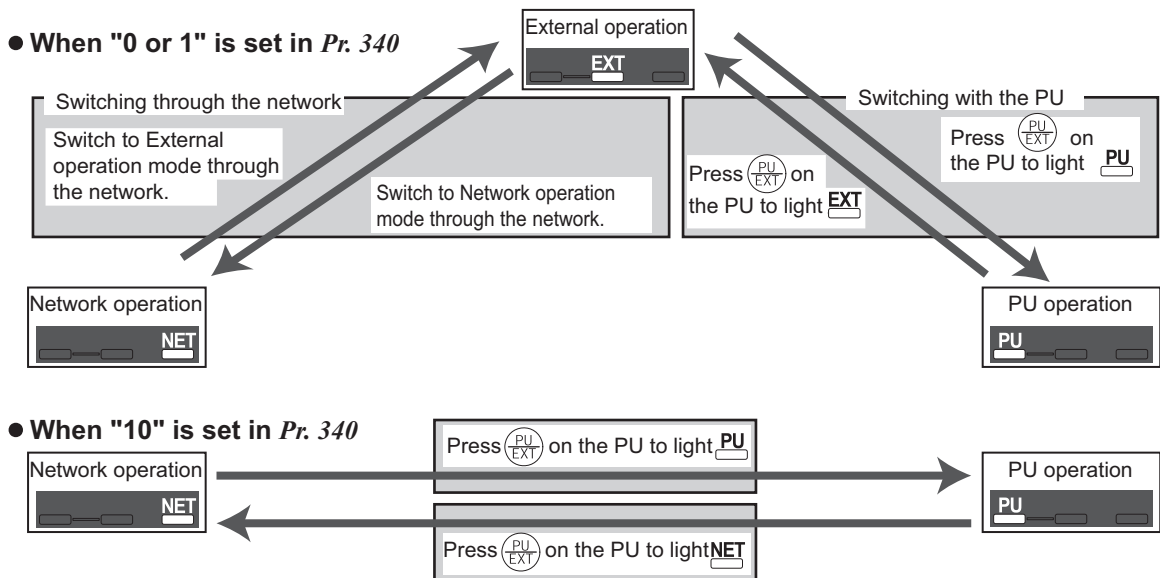 ● When "0 or 1" is set in Pr. 340
External operation
EXT
Switching through the network
Switch to External
operation mode through
the network.
Switch to Network operation
mode through the network.
Switching with the PU
Press PU/EXT on
the PU to light PU
Press PU/EXT on
the PU to light EXT
Network operation
NET
PU operation
PU
● When "10" is set in Pr. 340
Network operation
NET
Press PU/EXT on the PU to light PU
Press PU/EXT on the PU to light NET
PU operation
PU